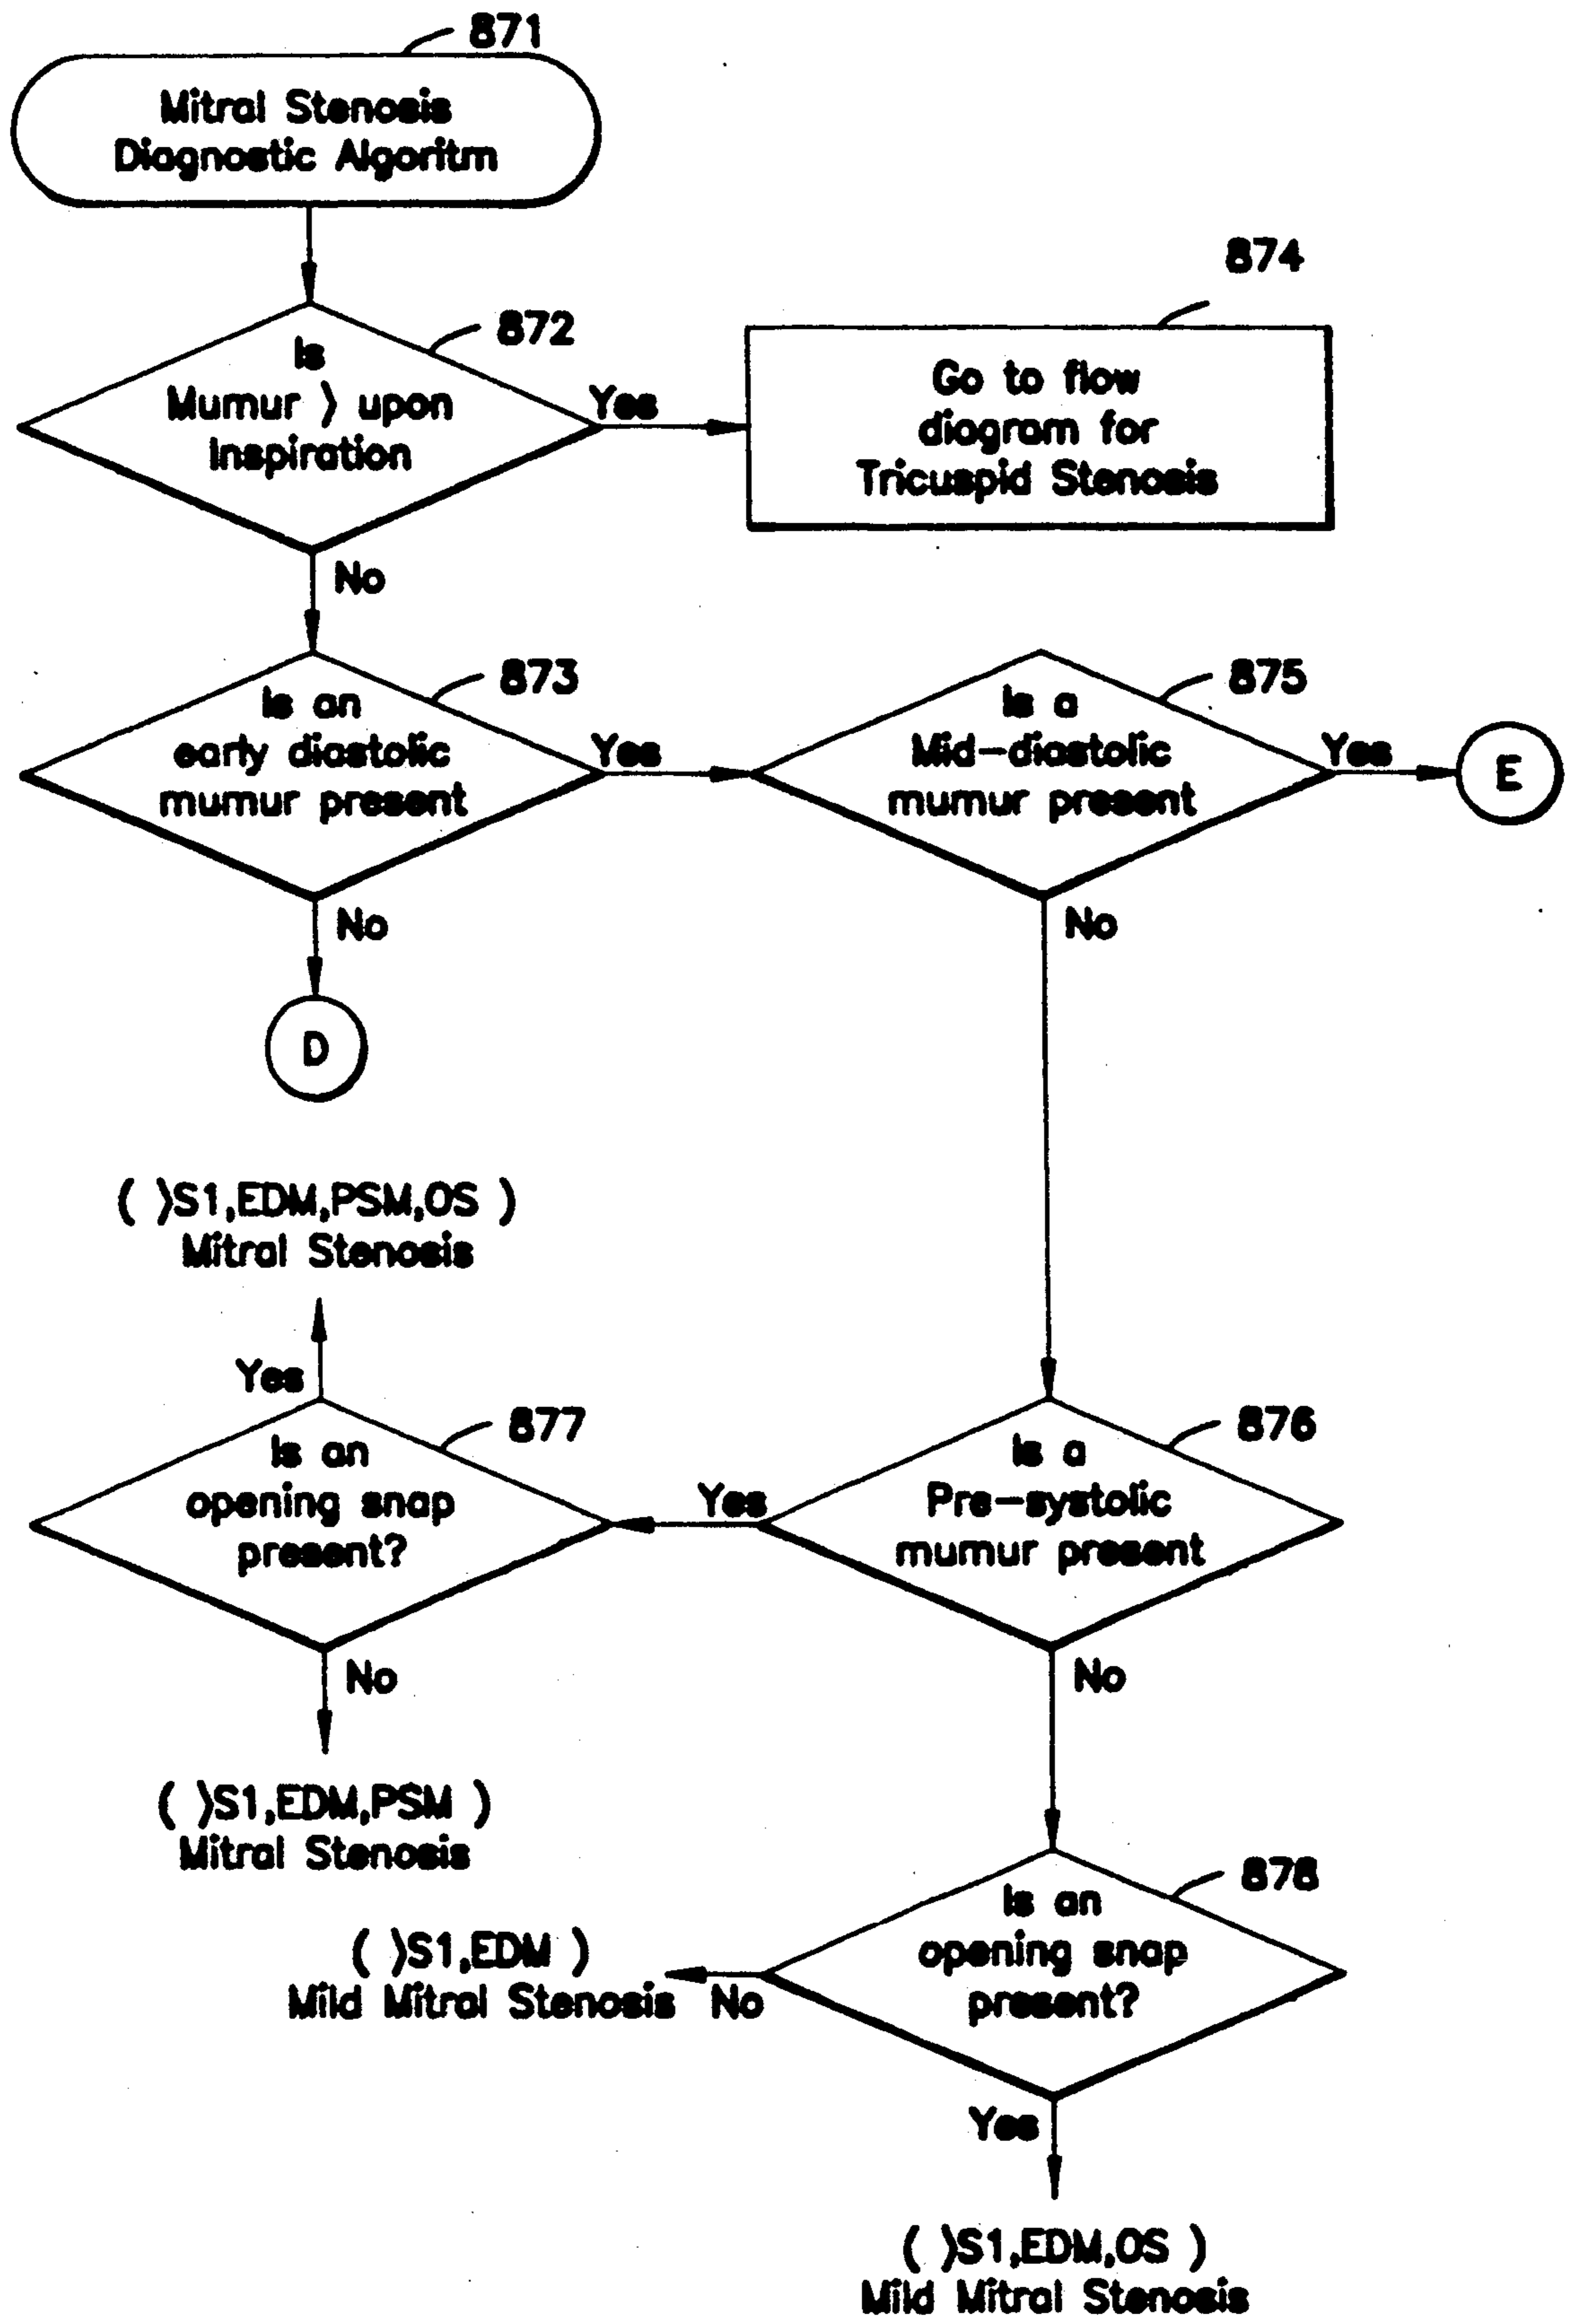 871
Mitral Stenosis
Diagnostic Algoritm
874
872
Is
Mumur > upon
Inspiration
Yes
Go to flow
diagram for
Tricuspid Stenosis
No
873
Is an
early diastolic
mumur present
Yes
875
Is a
Mid-diastolic
mumur present
Yes
E
No
No
D
( >S1,EDM,PSM,OS )
Mitral Stenosis
Yes
877
Is an
opening snap
present?
Yes
876
Is a
Pre-systolic
mumur present
No
No
( >S1,EDM,PSM )
Mitral Stenosis
878
Is an
opening snap
present?
( >S1,EDM )
Mild Mitral Stenosis
No
Yes
( >S1,EDM,OS )
Mild Mitral Stenosis